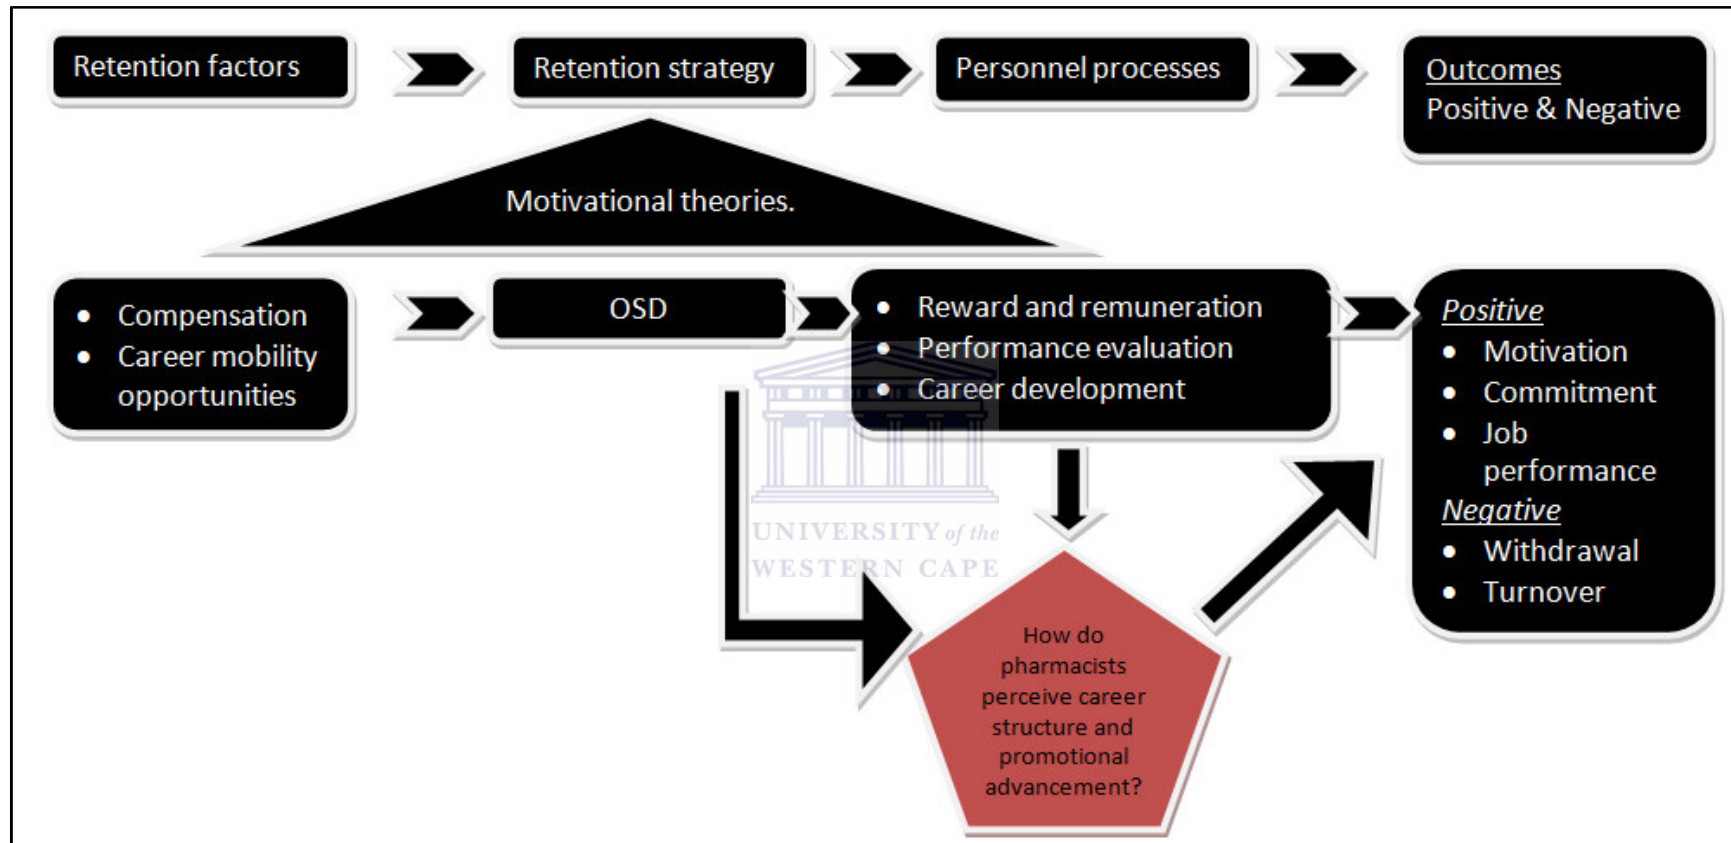 Retention factors
Retention strategy
Personnel processes
Outcomes
Positive & Negative
Motivational theories.
• Compensation
• Career mobility
opportunities
OSD
• Reward and remuneration
• Performance evaluation
• Career development
Positive
• Motivation
• Commitment
• Job
performance
Negative
• Withdrawal
• Turnover
UNIVERSITY of the
WESTERN CAPE
How do
pharmacists
perceive career
structure and
promotional
advancement?